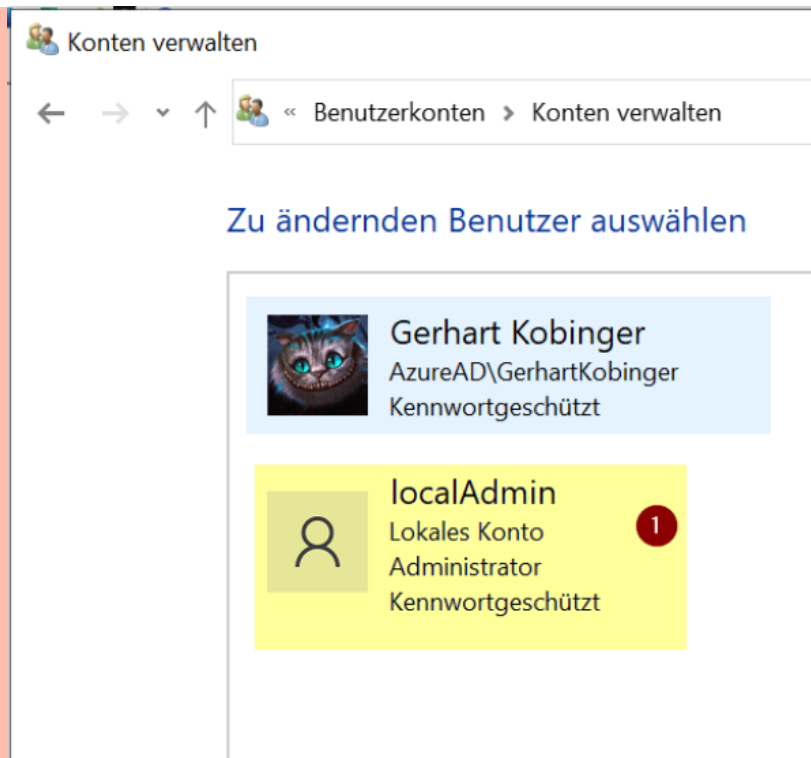 Konten verwalten
« Benutzerkonten > Konten verwalten
Zu ändernden Benutzer auswählen
Gerhart Kobinger
AzureAD\GerhartKobinger
Kennwortgeschützt
localAdmin
Lokales Konto
1
Administrator
Kennwortgeschützt